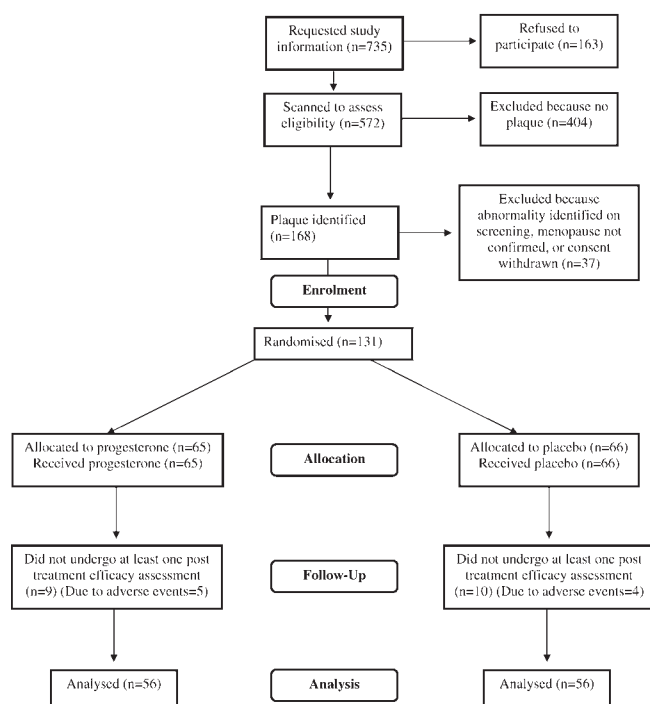 Requested study
information (n=735)
Refused to
participate (n=163)
Scanned to assess
eligibility (n=572)
Excluded because no
plaque (n=404)
Plaque identified
(n=168)
Excluded because
abnormality identified on
screening, menopause not
confirmed, or consent
withdrawn (n=37)
Enrolment
Randomised (n=131)
Allocated to progesterone (n=65)
Received progesterone (n=65)
Allocation
Allocated to placebo (n=66)
Received placebo (n=66)
Did not undergo at least one post
treatment efficacy assessment
(n=9) (Due to adverse events=5)
Follow-Up
Did not undergo at least one post
treatment efficacy assessment
(n=10) (Due to adverse events=4)
Analysed (n=56)
Analysis
Analysed (n=56)